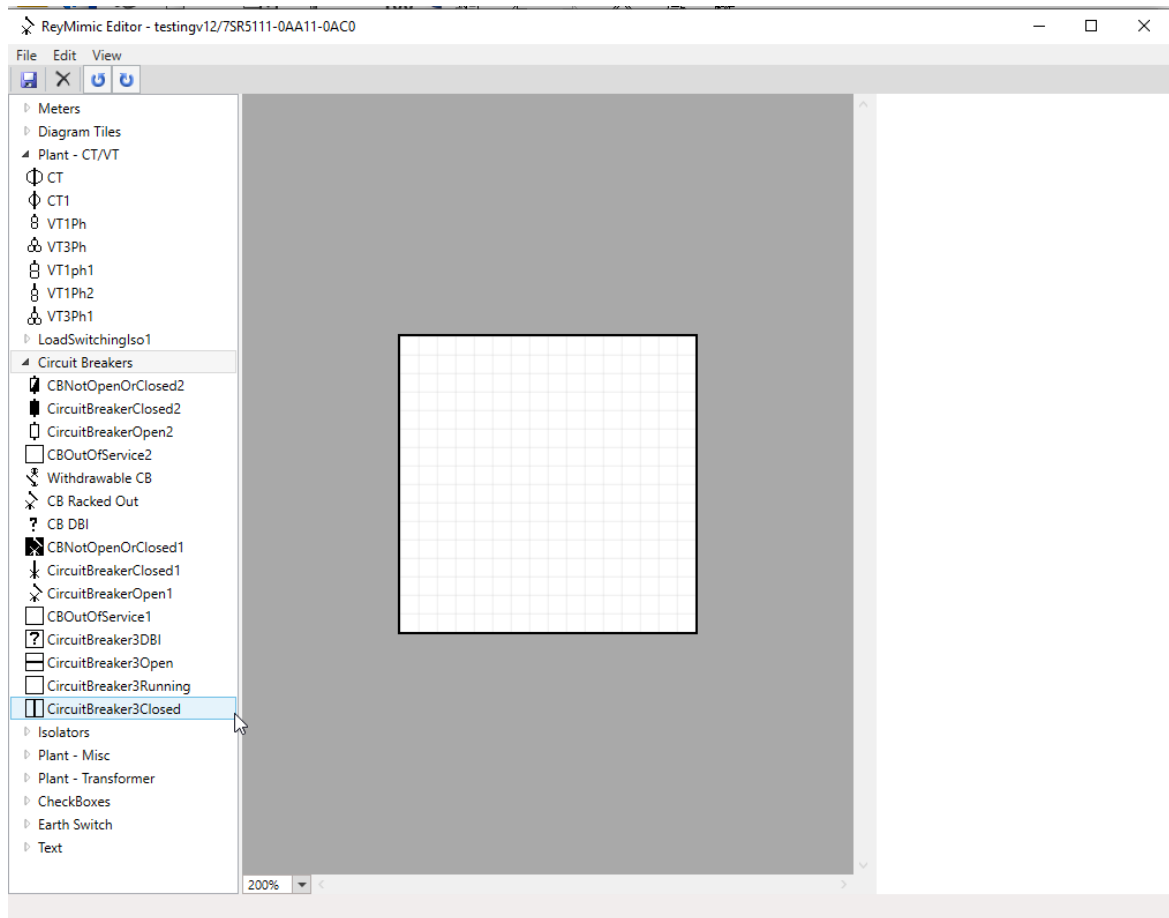 ReyMimic Editor - testingv12/7SR5111-0AA11-0AC0
File Edit View
Meters
Diagram Tiles
Plant - CT/VT
CT
CT1
VT1Ph
VT3Ph
VT1ph1
VT1Ph2
VT3Ph1
LoadSwitchingIso1
Circuit Breakers
CBNotOpenOrClosed2
CircuitBreakerClosed2
CircuitBreakerOpen2
CBOutOfService2
Withdrawable CB
CB Racked Out
? CB DBI
CBNotOpenOrClosed1
CircuitBreakerClosed1
CircuitBreakerOpen1
CBOutOfService1
? CircuitBreaker3DBI
CircuitBreaker3Open
CircuitBreaker3Running
CircuitBreaker3Closed
Isolators
Plant - Misc
Plant - Transformer
CheckBoxes
Earth Switch
Text
200%